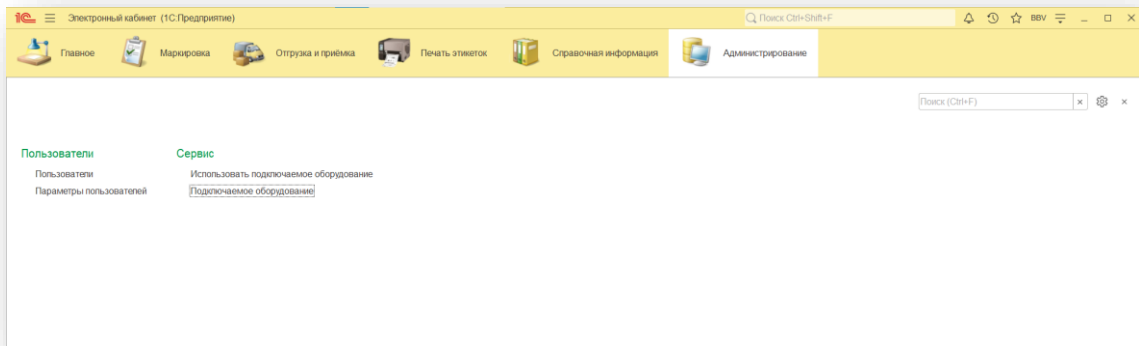 1С Электронный кабинет (1С:Предприятие) Поиск Ctrl+Shift+F BBV
Главное Маркировка Отгрузка и приёмка Печать этикеток Справочная информация Администрирование
Поиск (Ctrl+F)
Пользователи Сервис
Пользователи Использовать подключаемое оборудование
Параметры пользователей Подключаемое оборудование